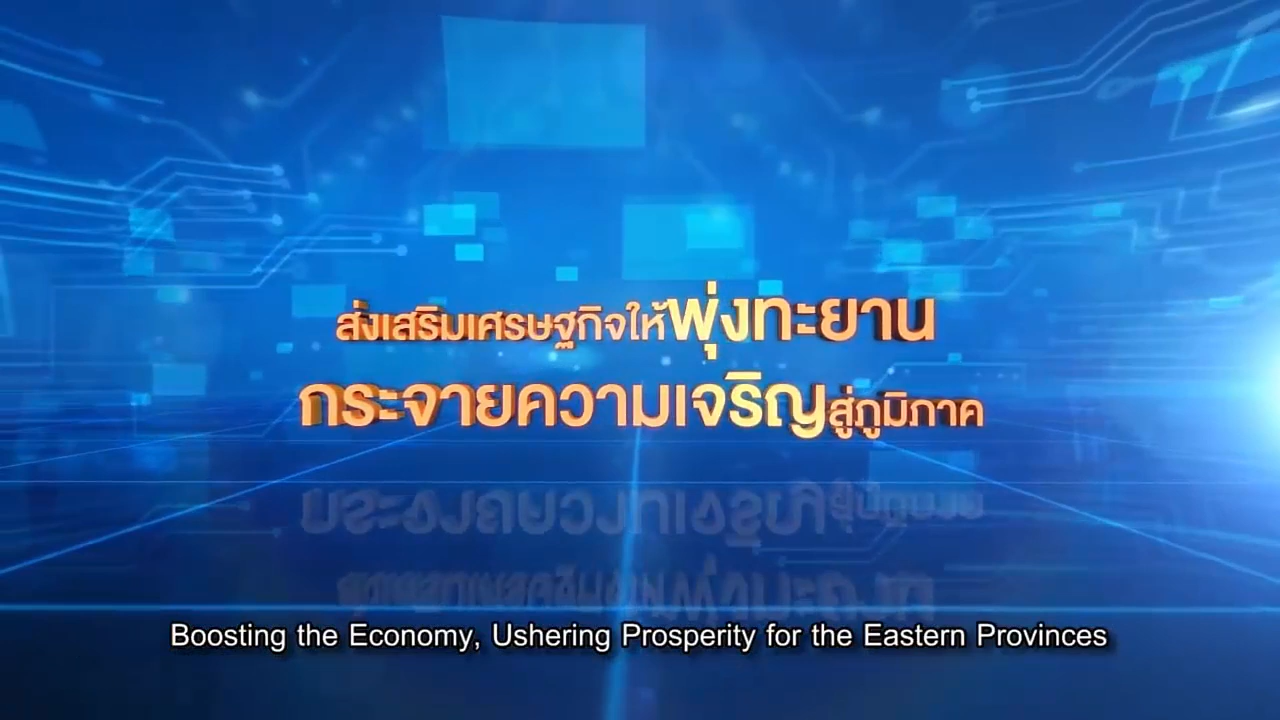 ส่งเสริมเศรษฐกิจให้พุ่งทะยาน
กระจายความเจริญสู่ภูมิภาค
Boosting the Economy, Ushering Prosperity for the Eastern Provinces